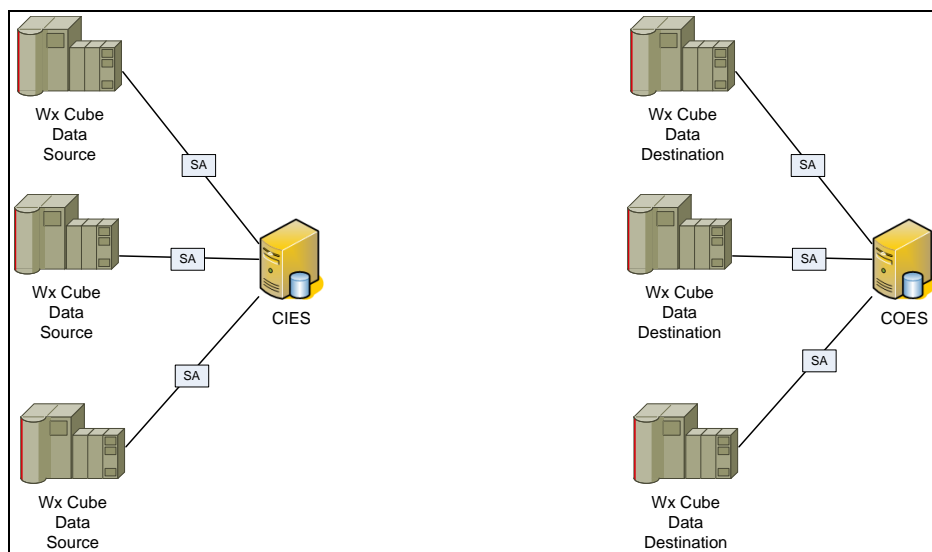 Wx Cube
Data
Source
SA
Wx Cube
Data
Source
SA
CIES
SA
Wx Cube
Data
Source
Wx Cube
Data
Destination
SA
Wx Cube
Data
Destination
SA
COES
SA
Wx Cube
Data
Destination